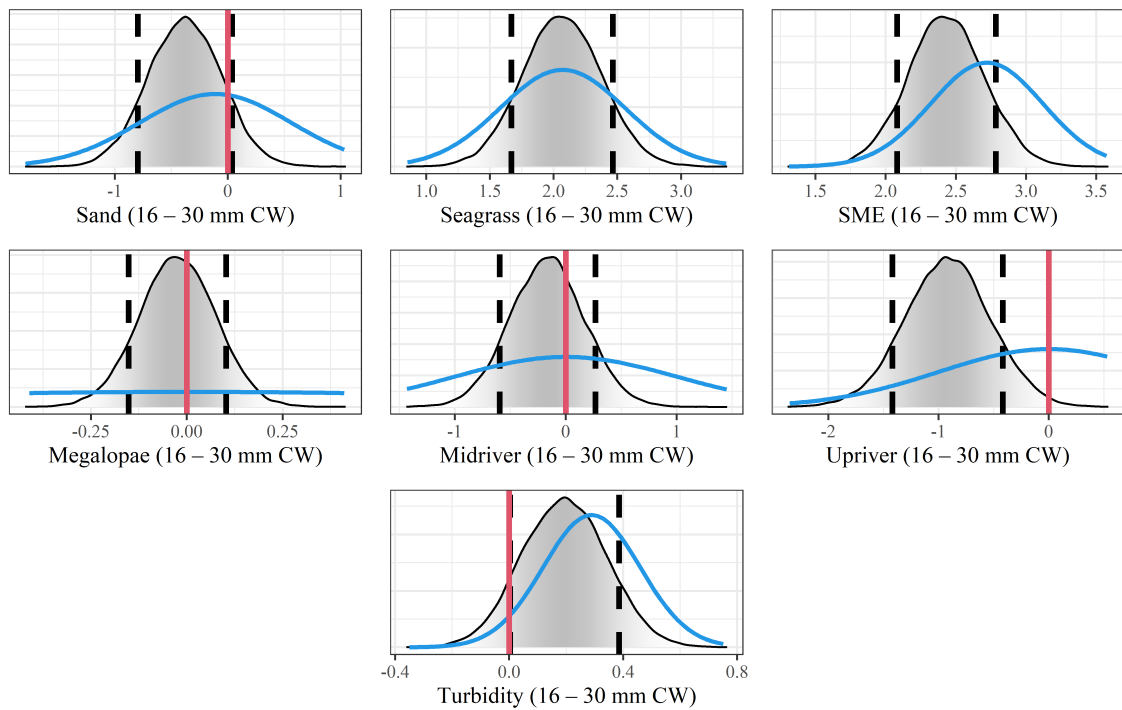 -1 0 1
Sand (16 – 30 mm CW)
1.0 1.5 2.0 2.5 3.0
Seagrass (16 – 30 mm CW)
1.5 2.0 2.5 3.0 3.5
SME (16 – 30 mm CW)
-0.25 0.00 0.25
Megalopae (16 – 30 mm CW)
-1 0 1
Midriver (16 – 30 mm CW)
-2 -1 0
Upriver (16 – 30 mm CW)
-0.4 0.0 0.4 0.8
Turbidity (16 – 30 mm CW)